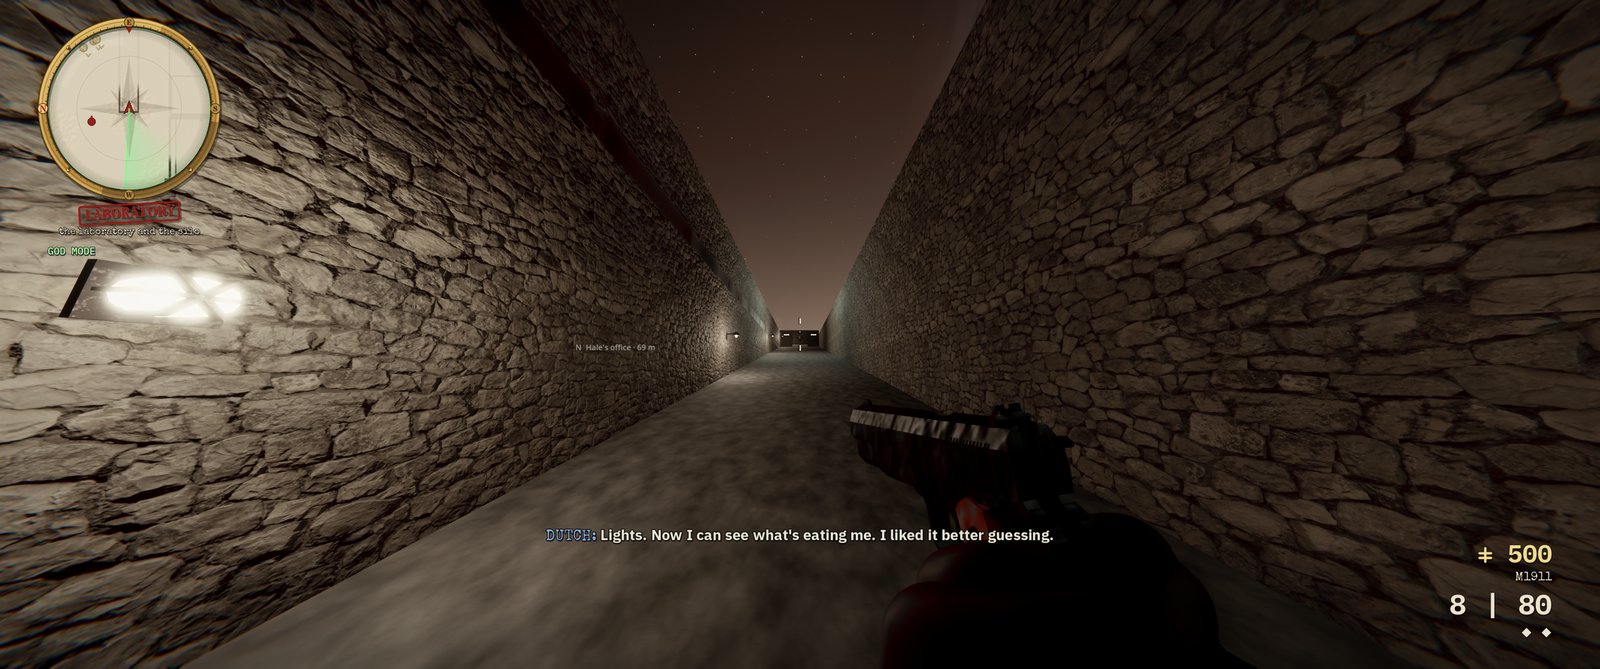 E
N
S
W
LABORATORY
the laboratory and the silo
GOD MODE
N Hale's office · 69 m
DUTCH: Lights. Now I can see what's eating me. I liked it better guessing.
500
M1911
8 | 80